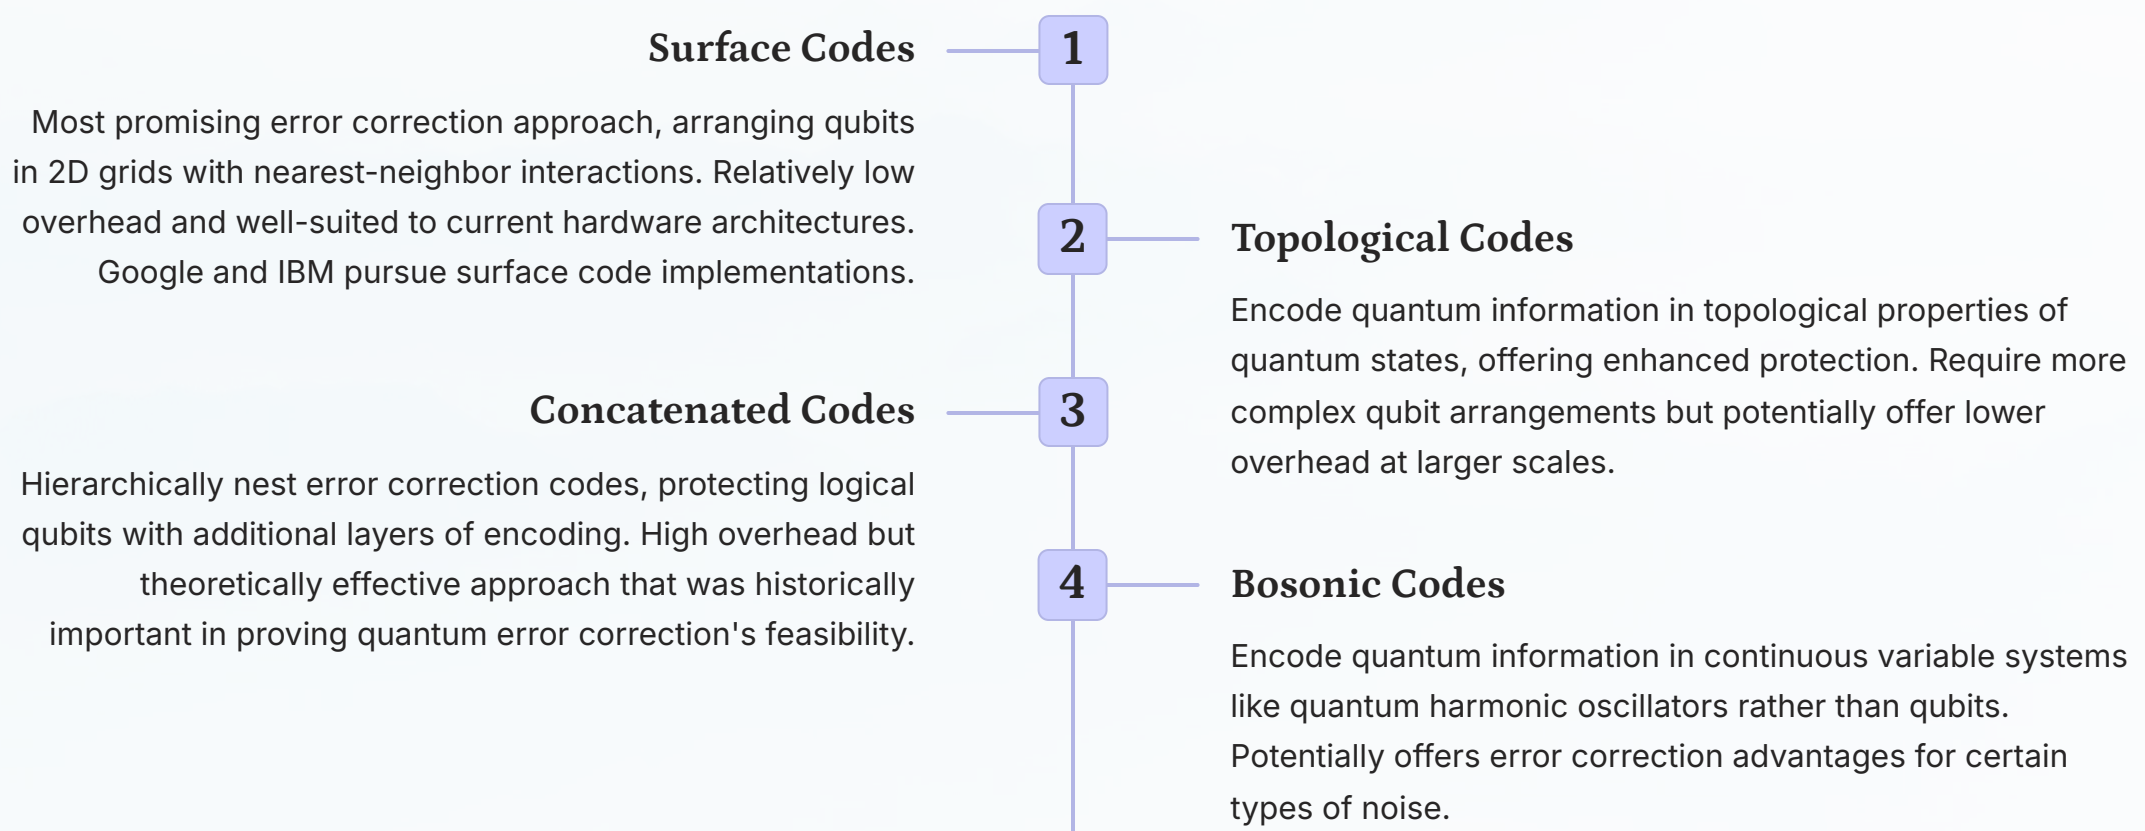 Surface Codes
1
Most promising error correction approach, arranging qubits
in 2D grids with nearest-neighbor interactions. Relatively low
overhead and well-suited to current hardware architectures.
Google and IBM pursue surface code implementations.
2
Topological Codes
Encode quantum information in topological properties of
quantum states, offering enhanced protection. Require more
complex qubit arrangements but potentially offer lower
overhead at larger scales.
Concatenated Codes
3
Hierarchically nest error correction codes, protecting logical
qubits with additional layers of encoding. High overhead but
theoretically effective approach that was historically
important in proving quantum error correction's feasibility.
4
Bosonic Codes
Encode quantum information in continuous variable systems
like quantum harmonic oscillators rather than qubits.
Potentially offers error correction advantages for certain
types of noise.